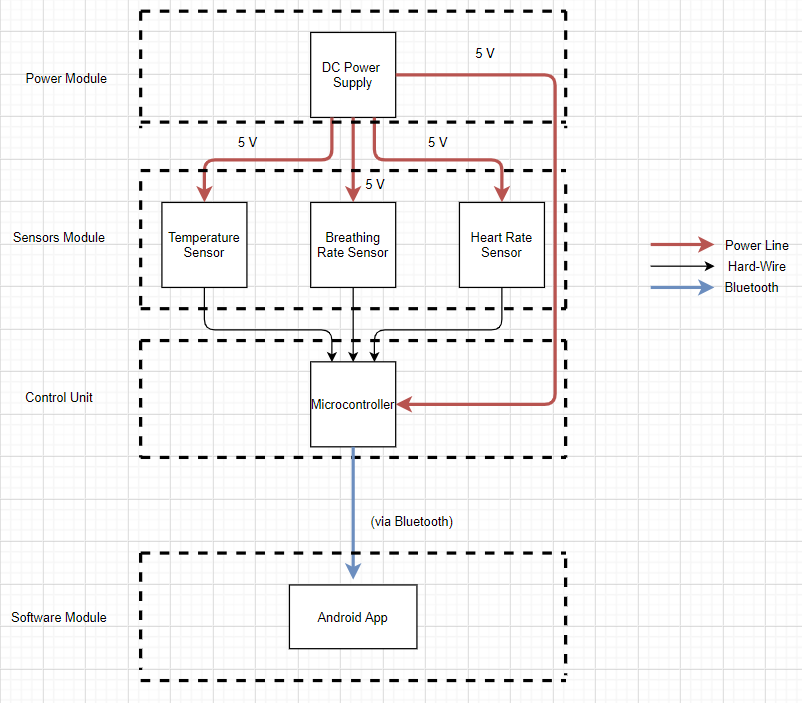 DC Power
Supply
5 V
Power Module
5 V
5 V
5 V
Temperature
Sensor
Breathing
Rate Sensor
Heart Rate
Sensor
Sensors Module
Power Line
Hard-Wire
Bluetooth
Control Unit
Microcontroller
(via Bluetooth)
Software Module
Android App